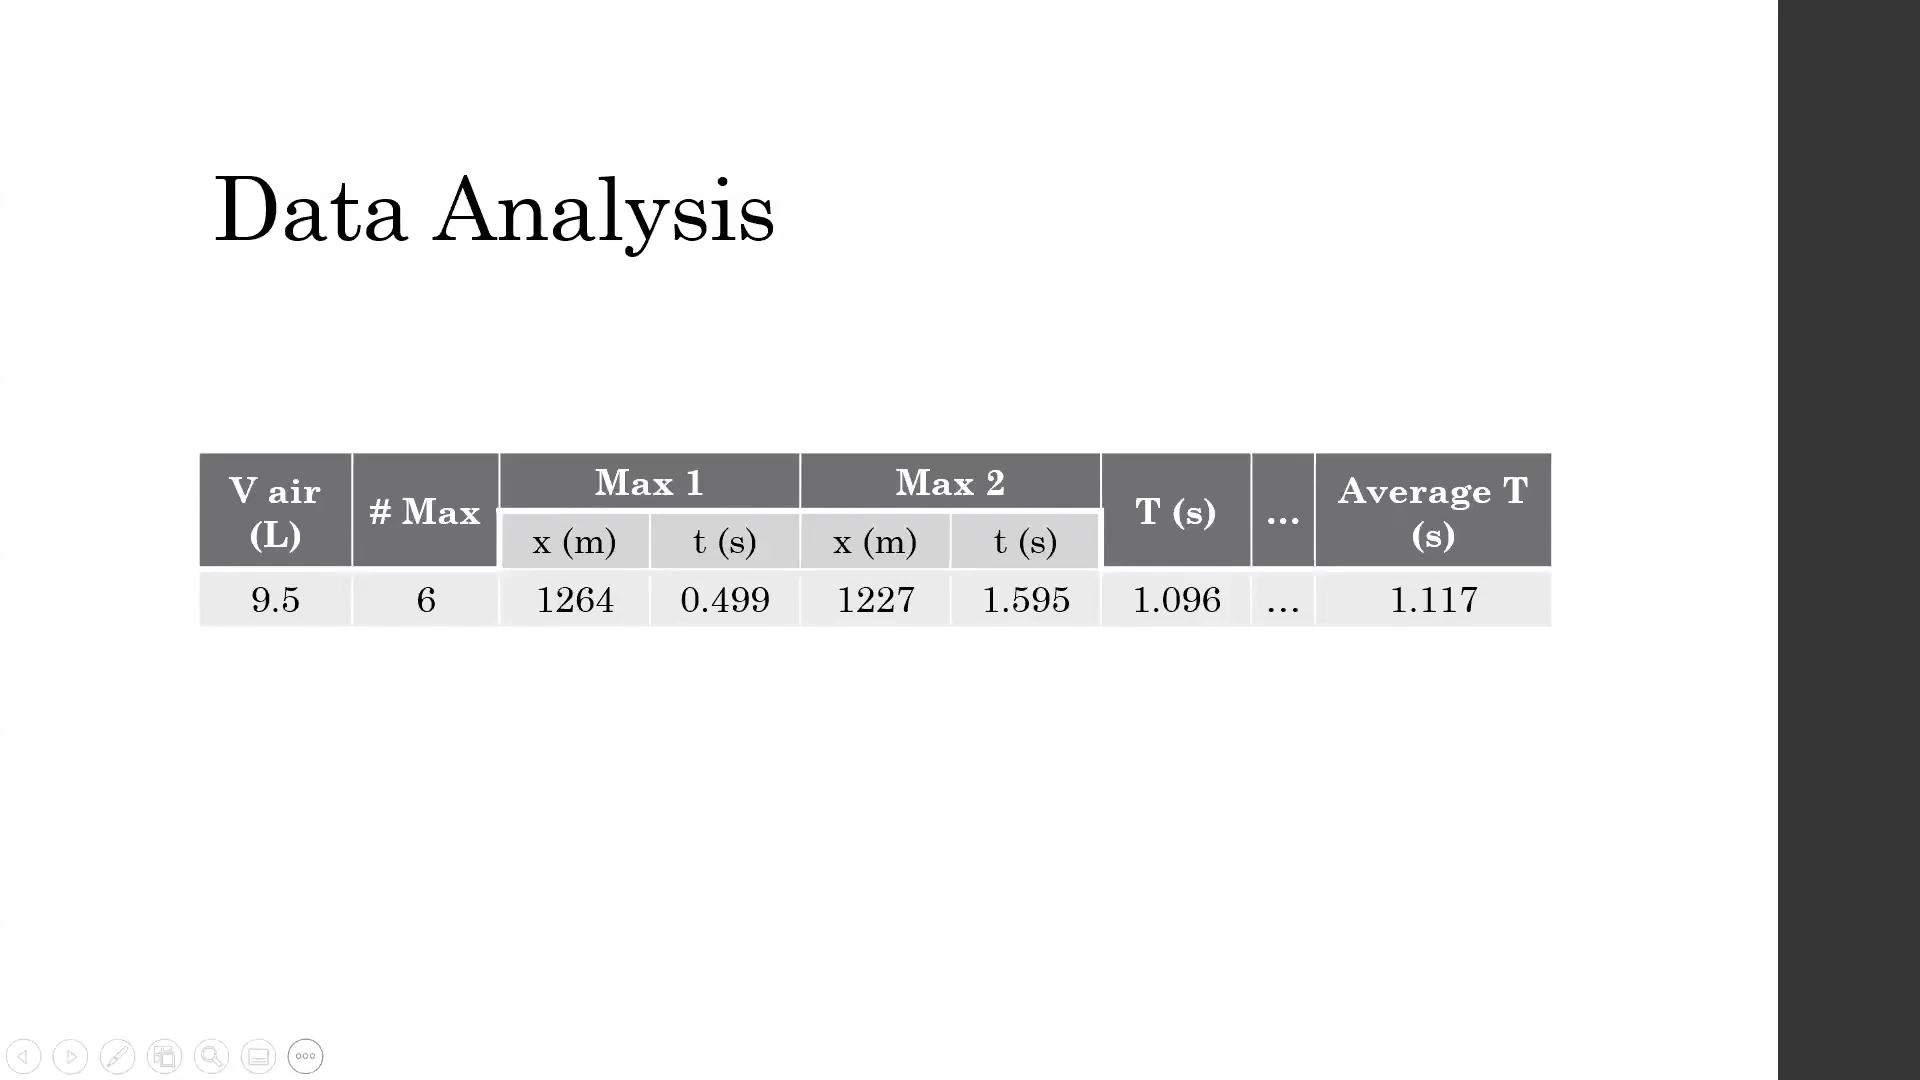 Data Analysis
V air (L) # Max Max 1 Max 2 T (s) ... Average T (s)
x (m) t (s) x (m) t (s)
9.5 6 1264 0.499 1227 1.595 1.096 ... 1.117